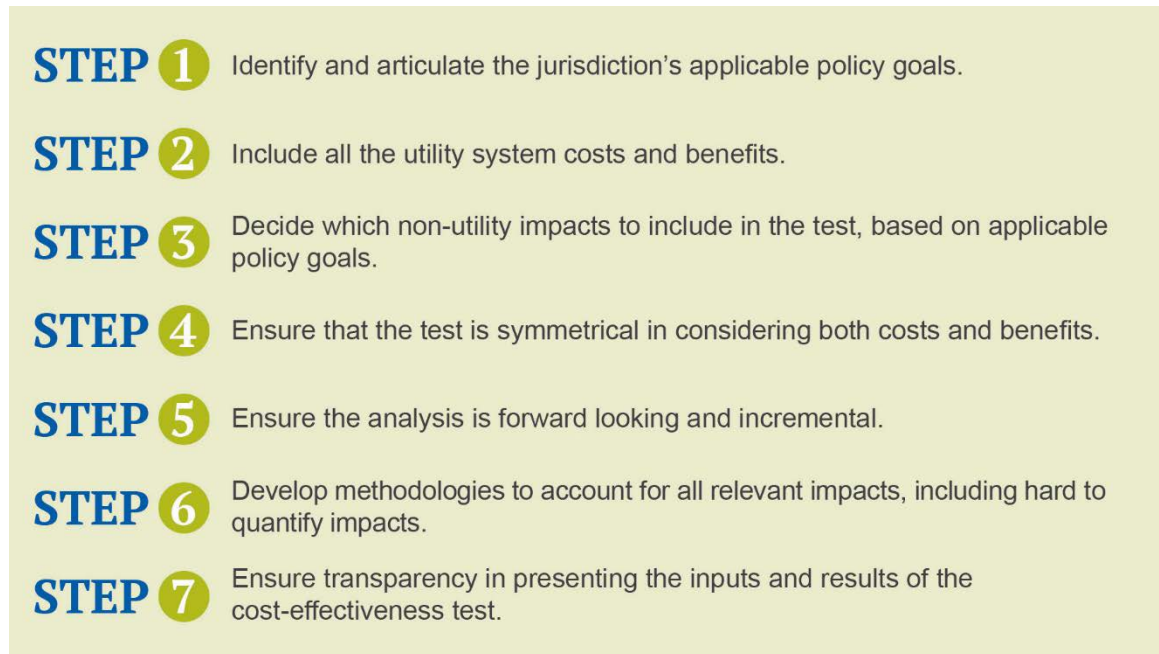 STEP 1 Identify and articulate the jurisdiction’s applicable policy goals.
STEP 2 Include all the utility system costs and benefits.
STEP 3 Decide which non-utility impacts to include in the test, based on applicable
policy goals.
STEP 4 Ensure that the test is symmetrical in considering both costs and benefits.
STEP 5 Ensure the analysis is forward looking and incremental.
STEP 6 Develop methodologies to account for all relevant impacts, including hard to
quantify impacts.
STEP 7 Ensure transparency in presenting the inputs and results of the
cost-effectiveness test.